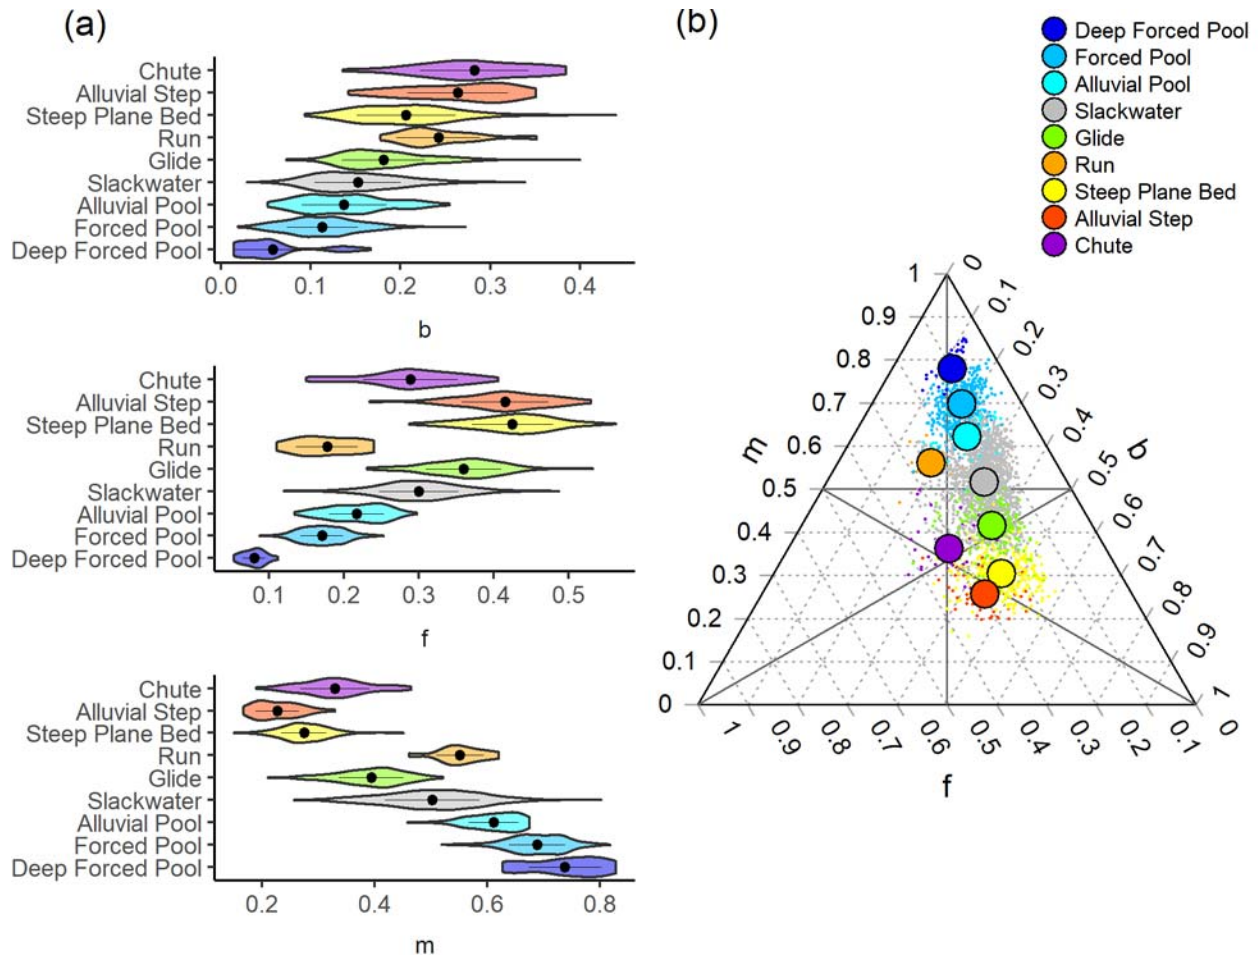 (a)
Chute
Alluvial Step
Steep Plane Bed
Run
Glide
Slackwater
Alluvial Pool
Forced Pool
Deep Forced Pool
0.0 0.1 0.2 0.3 0.4
b
Chute
Alluvial Step
Steep Plane Bed
Run
Glide
Slackwater
Alluvial Pool
Forced Pool
Deep Forced Pool
0.1 0.2 0.3 0.4 0.5
f
Chute
Alluvial Step
Steep Plane Bed
Run
Glide
Slackwater
Alluvial Pool
Forced Pool
Deep Forced Pool
0.2 0.4 0.6 0.8
m
(b)
Deep Forced Pool
Forced Pool
Alluvial Pool
Slackwater
Glide
Run
Steep Plane Bed
Alluvial Step
Chute
1
0.9
0.8
0.7
0.6
0.5
0.4
0.3
0.2
0.1
0
m
0
0.1
0.2
0.3
0.4
0.5
0.6
0.7
0.8
0.9
1
b
1 0.9 0.8 0.7 0.6 0.5 0.4 0.3 0.2 0.1 0
f